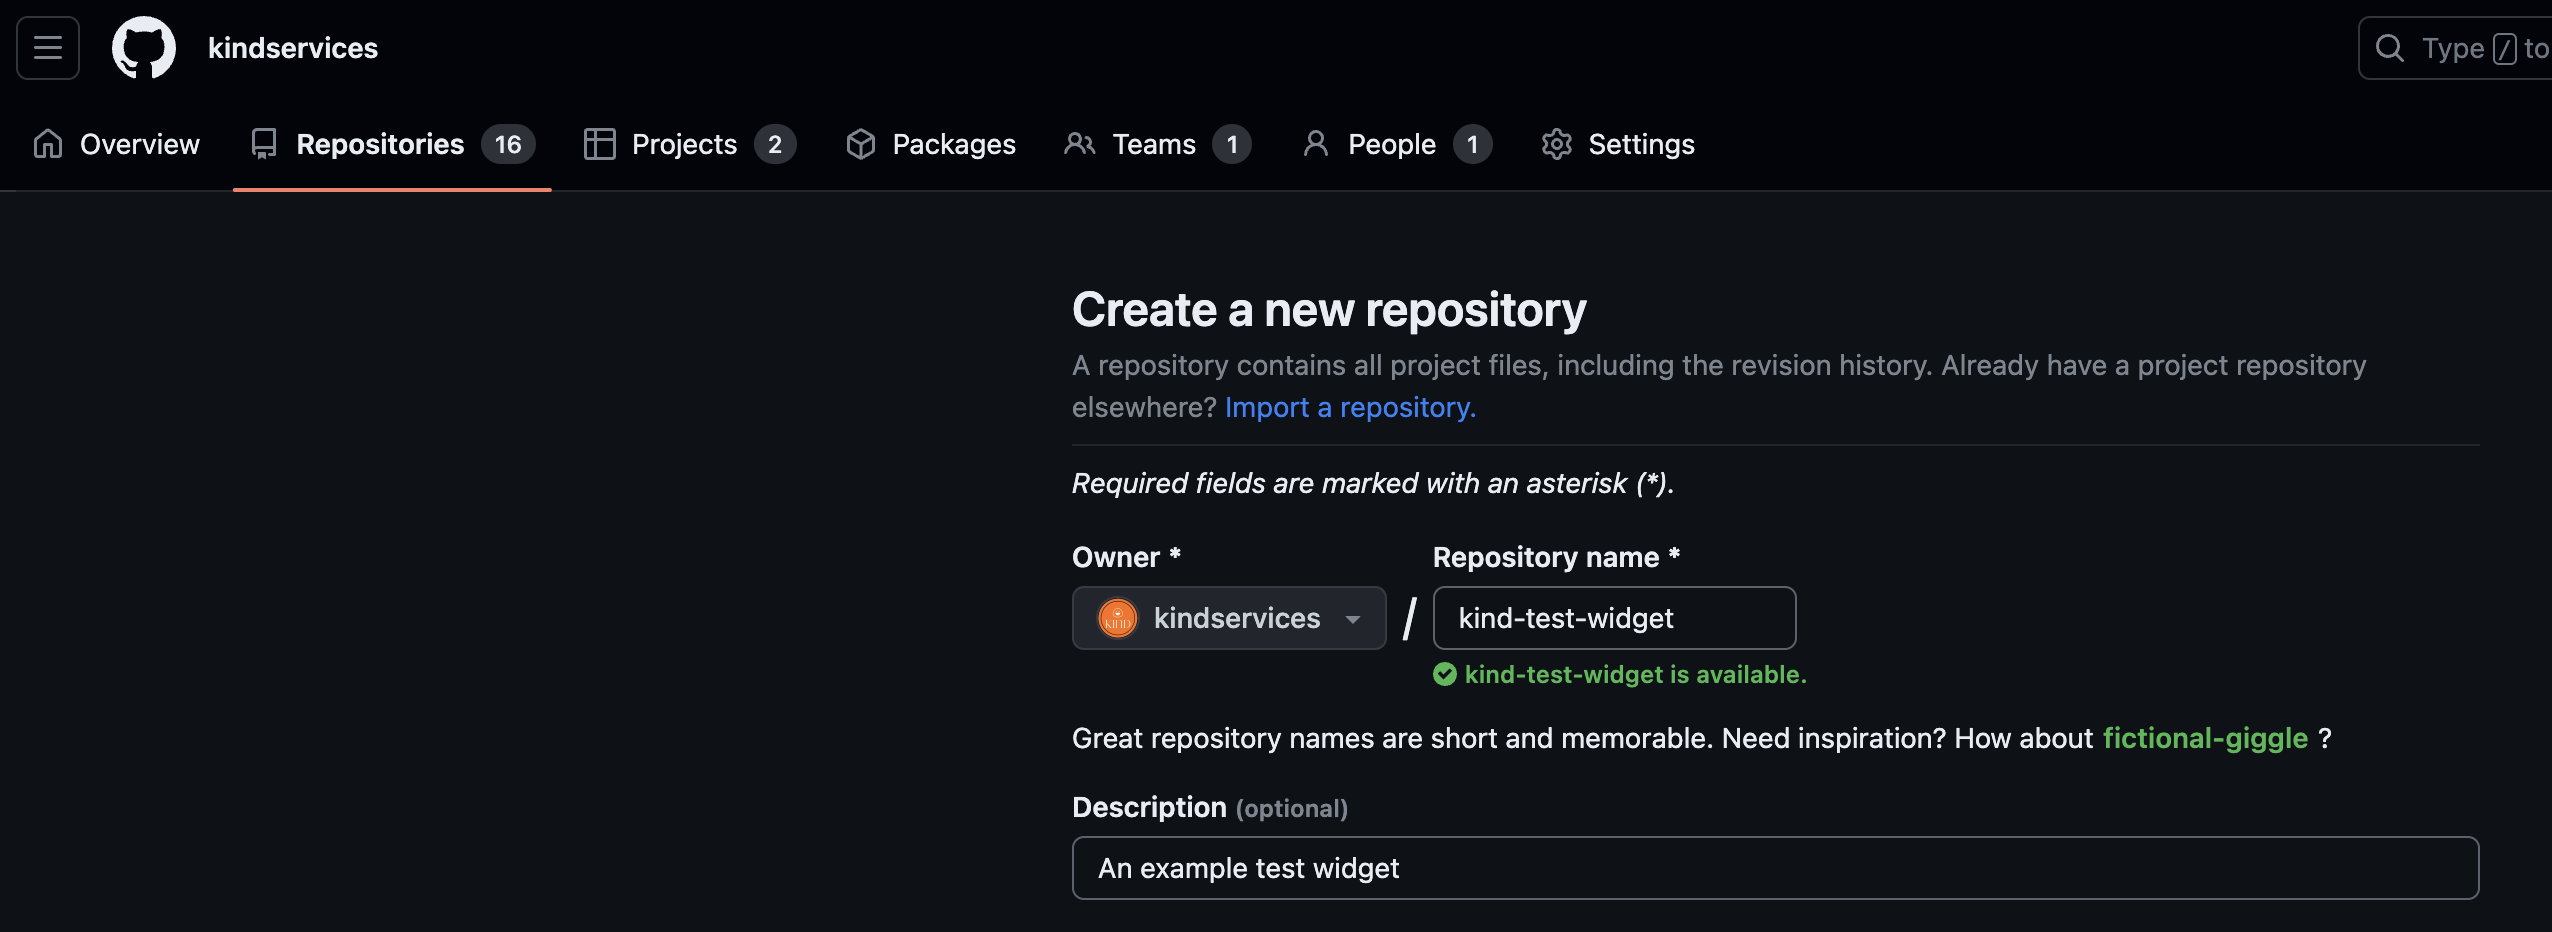 kindservices
Type / to
Overview
Repositories 16
Projects 2
Packages
Teams 1
People 1
Settings
Create a new repository
A repository contains all project files, including the revision history. Already have a project repository
elsewhere? Import a repository.
Required fields are marked with an asterisk (*).
Owner *
Repository name *
KIND
kindservices
/
kind-test-widget
kind-test-widget is available.
Great repository names are short and memorable. Need inspiration? How about fictional-giggle ?
Description (optional)
An example test widget